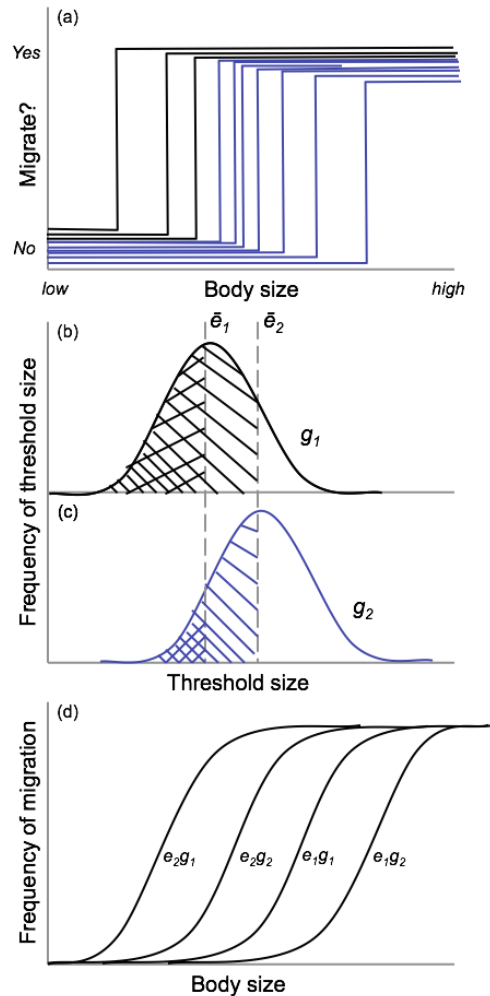 (a)
Yes
Migrate?
No
low
Body size
high
(b)
ē1
ē2
g1
Frequency of threshold size
(c)
g2
Threshold size
(d)
Frequency of migration
e2g1
e2g2
e1g1
e1g2
Body size